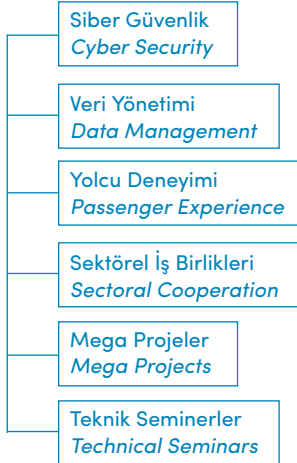 Siber Güvenlik
Cyber Security
Veri Yönetimi
Data Management
Yolcu Deneyimi
Passenger Experience
Sektörel İş Birlikleri
Sectoral Cooperation
Mega Projeler
Mega Projects
Teknik Seminerler
Technical Seminars